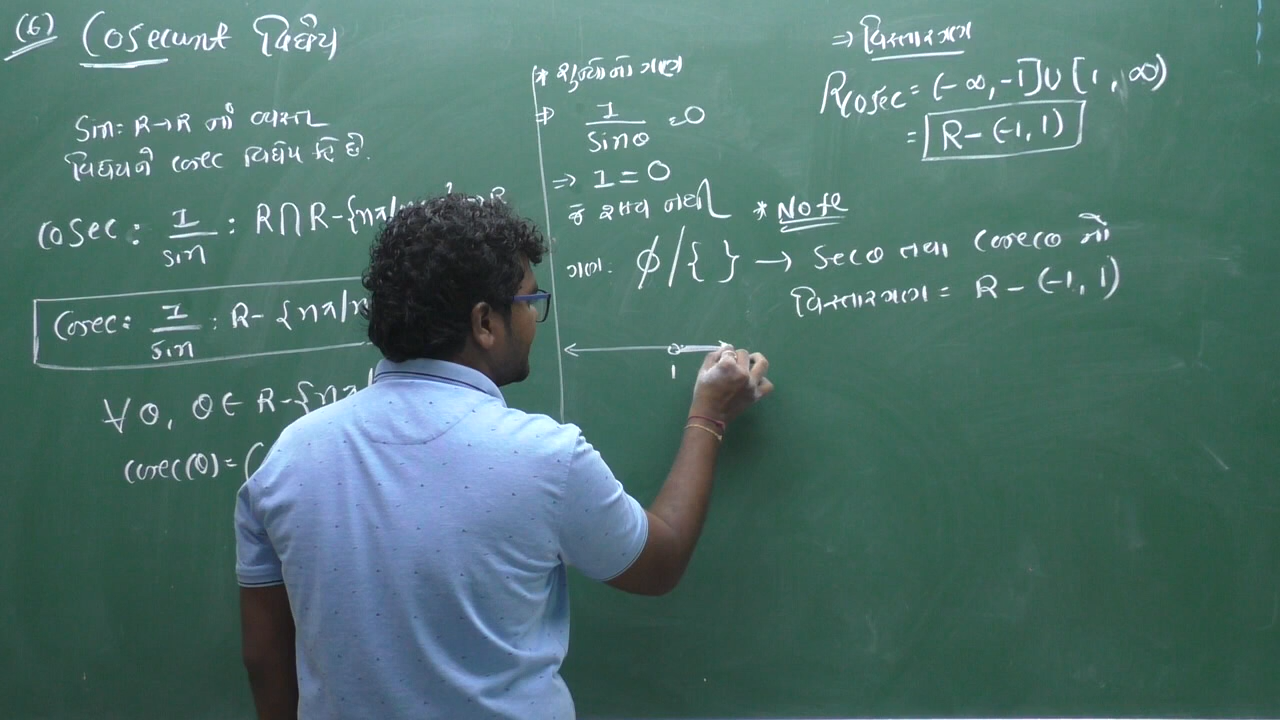 (6) Cosecant વિધેય
Sin: R→R નાં વ્યસ્ત
વિધેયને cosec વિધેય કહે છે.
Cosec: 1/sin : R∩R-{nπ/ →R
Cosec: 1/sin : R-{nπ/n
∀θ, θ∈ R-{nπ/
cosec(θ)=(
* શૂન્યોનો ગણ
⇒ 1/sinθ =0
⇒ 1=0
જે શક્ય નથી
ગણ: ϕ/{ }
⇒ વિસ્તારગણ
Rcosec = (-∞,-1]∪[1,∞)
= R-(-1,1)
* Note
→ Secθ તથા Cosecθ નો
વિસ્તારગણ = R-(-1,1)
1